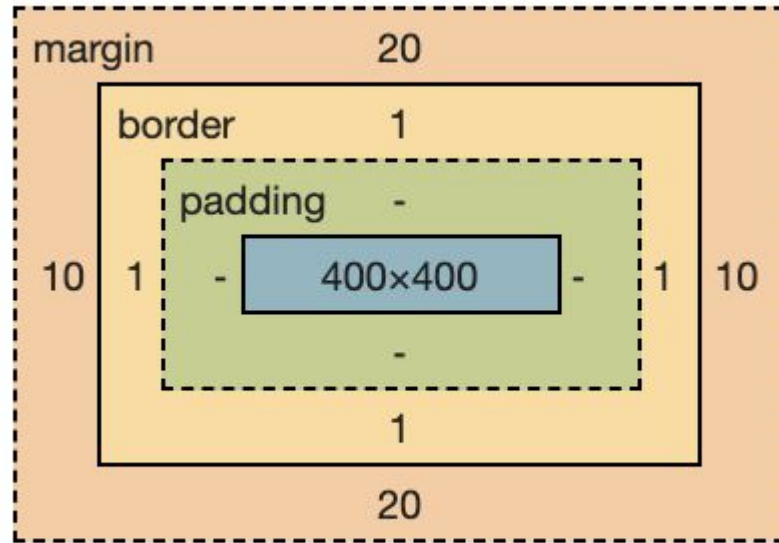 margin 20
border 1
padding -
10 1 - 400×400 - 1 10
-
1
20